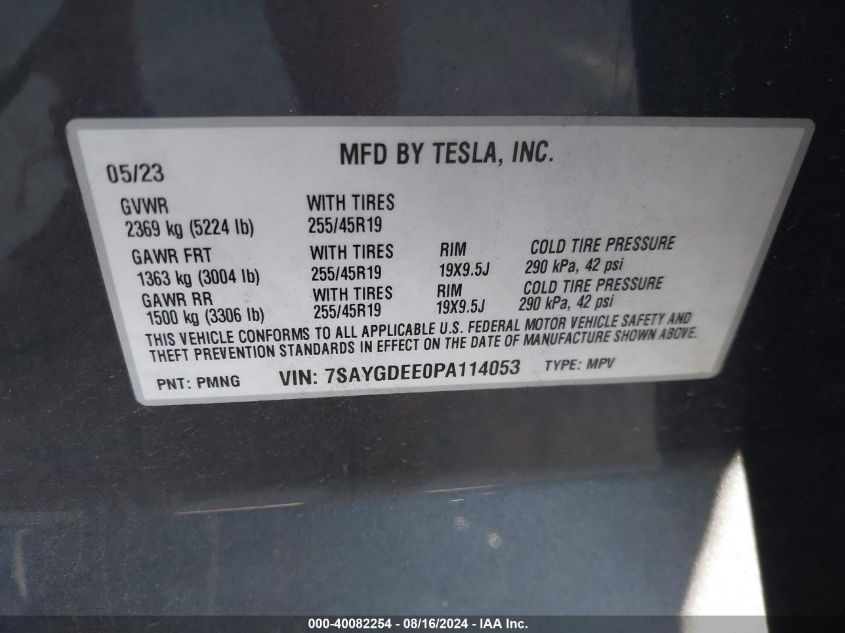 MFD BY TESLA, INC.
05/23
GVWR WITH TIRES
2369 kg (5224 lb) 255/45R19
GAWR FRT WITH TIRES RIM COLD TIRE PRESSURE
1363 kg (3004 lb) 255/45R19 19X9.5J 290 kPa, 42 psi
GAWR RR WITH TIRES RIM COLD TIRE PRESSURE
1500 kg (3306 lb) 255/45R19 19X9.5J 290 kPa, 42 psi
THIS VEHICLE CONFORMS TO ALL APPLICABLE U.S. FEDERAL MOTOR VEHICLE SAFETY AND
THEFT PREVENTION STANDARDS IN EFFECT ON THE DATE OF MANUFACTURE SHOWN ABOVE.
PNT: PMNG VIN: 7SAYGDEE0PA114053 TYPE: MPV
000-40082254 - 08/16/2024 - IAA Inc.